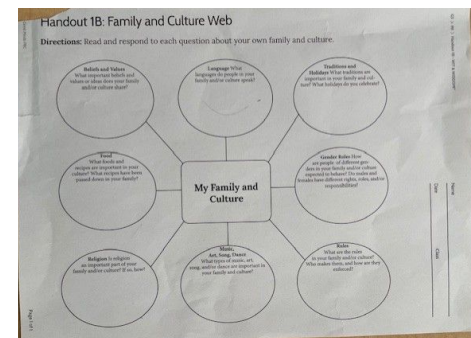 Handout 1B: Family and Culture Web
Directions: Read and respond to each question about your own family and culture.
Beliefs and Values
What important beliefs and
values or ideas does your family
and/or culture share?
Language What
languages do people in your
family and/or culture speak?
Traditions and
Holidays What traditions are
important in your family and cul-
ture? What holidays do you celebrate?
Food
What foods and
recipes are important in your
culture? What recipes have been
passed down in your family?
My Family and
Culture
Gender Roles How
are people of different gen-
ders in your family and/or culture
expected to behave? Do males and
females have different rights, roles, and/or
responsibilities?
Religion Is religion
an important part of your
family and/or culture? If so, how?
Music,
Art, Song, Dance
What types of music, art,
song, and/or dance are important in
your family and culture?
Rules
What are the rules
in your family and/or culture?
Who makes them, and how are they
enforced?
Name
Date
Class
Page 1 of 1